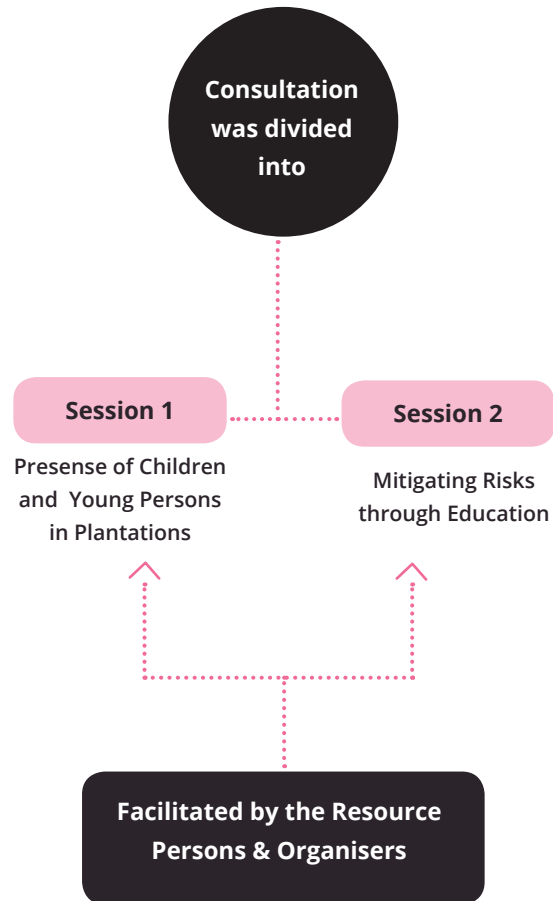 Consultation
was divided
into
Session 1
Presense of Children
and Young Persons
in Plantations
Session 2
Mitigating Risks
through Education
Facilitated by the Resource
Persons & Organisers